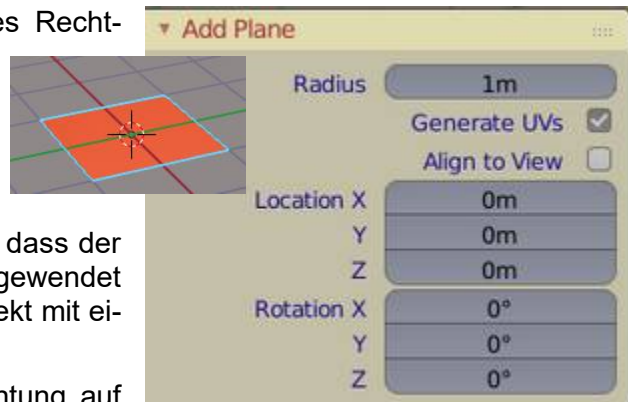 es Recht-
dass der
gewendet
ekt mit ei-
htung auf
Add Plane
Radius 1m
Generate UVs
Align to View
Location X 0m
Y 0m
Z 0m
Rotation X 0°
Y 0°
Z 0°